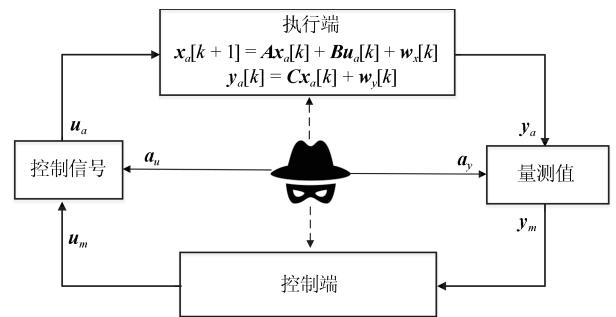 执行端
x_a[k + 1] = Ax_a[k] + Bu_a[k] + w_x[k]
y_a[k] = Cx_a[k] + w_y[k]
u_a
y_a
控制信号
a_u
a_y
量测值
u_m
y_m
控制端